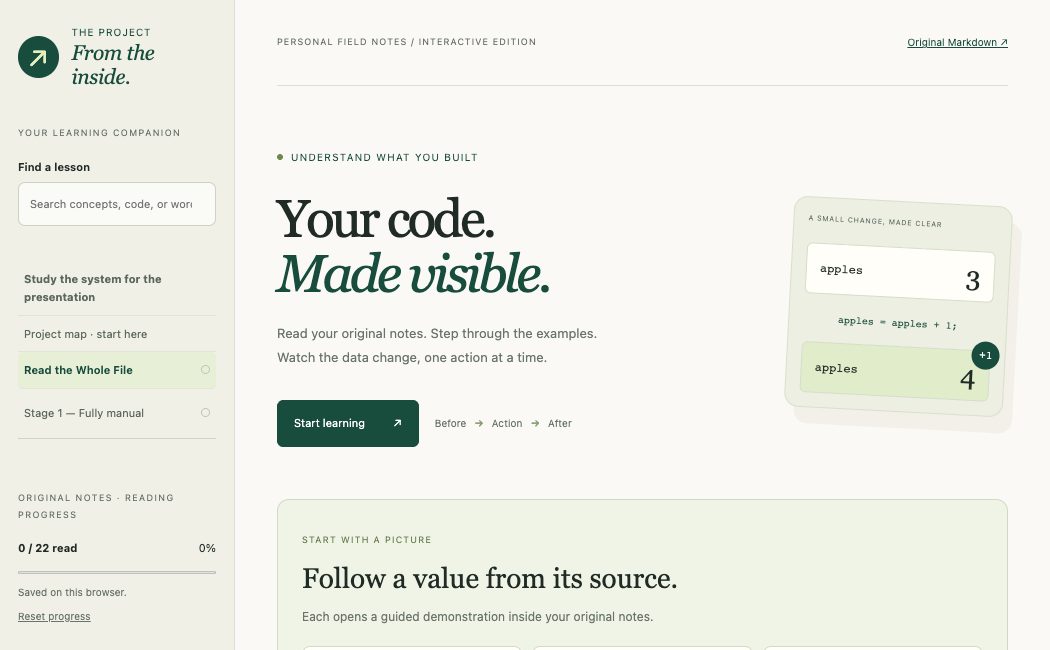 THE PROJECT
From the
inside.
YOUR LEARNING COMPANION
Find a lesson
Search concepts, code, or wor
Study the system for the
presentation
Project map · start here
Read the Whole File
Stage 1 — Fully manual
ORIGINAL NOTES · READING
PROGRESS
0 / 22 read 0%
Saved on this browser.
Reset progress
PERSONAL FIELD NOTES / INTERACTIVE EDITION
Original Markdown ↗
UNDERSTAND WHAT YOU BUILT
Your code.
Made visible.
Read your original notes. Step through the examples.
Watch the data change, one action at a time.
Start learning ↗
Before → Action → After
A SMALL CHANGE, MADE CLEAR
apples 3
apples = apples + 1;
+1
apples 4
START WITH A PICTURE
Follow a value from its source.
Each opens a guided demonstration inside your original notes.